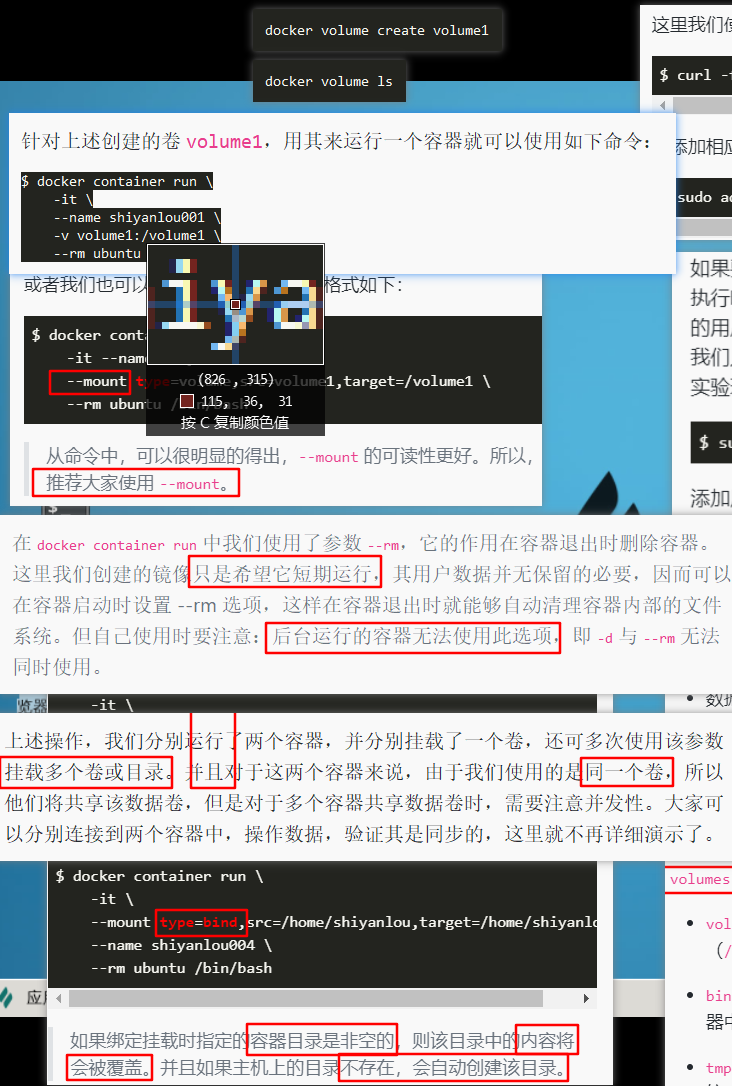 docker volume create volume1
docker volume ls
这里我们使
$ curl -f
添加相应
sudo ad
针对上述创建的卷 volume1，用其来运行一个容器就可以使用如下命令：
$ docker container run \
-it \
--name shiyanlou001 \
-v volume1:/volume1 \
--rm ubuntu
或者我们也可以
格式如下：
$ docker cont
-it --name
--mount type=volume,
volume1,target=/volume1 \
--rm ubuntu /bin/bash
iya
(826 , 315)
115, 36, 31
按 C 复制颜色值
如果
执行
的用
我们
实验
$ su
添加
从命令中，可以很明显的得出，--mount 的可读性更好。所以，
推荐大家使用 --mount。
$
在 docker container run 中我们使用了参数 --rm，它的作用在容器退出时删除容器。
这里我们创建的镜像只是希望它短期运行，其用户数据并无保留的必要，因而可以
在容器启动时设置 --rm 选项，这样在容器退出时就能够自动清理容器内部的文件
系统。但自己使用时要注意：后台运行的容器无法使用此选项，即 -d 与 --rm 无法
同时使用。
览器
-it \
数据
上述操作，我们分别运行了两个容器，并分别挂载了一个卷，还可多次使用该参数
挂载多个卷或目录。并且对于这两个容器来说，由于我们使用的是同一个卷，所以
他们将共享该数据卷，但是对于多个容器共享数据卷时，需要注意并发性。大家可
以分别连接到两个容器中，操作数据，验证其是同步的，这里就不再详细演示了。
$ docker container run \
-it \
--mount type=bind,src=/home/shiyanlou,target=/home/shiyanlo
--name shiyanlou004 \
--rm ubuntu /bin/bash
应
volumes
vol
（/
bin
器中
tmp
如果绑定挂载时指定的容器目录是非空的，则该目录中的内容将
会被覆盖。并且如果主机上的目录不存在，会自动创建该目录。